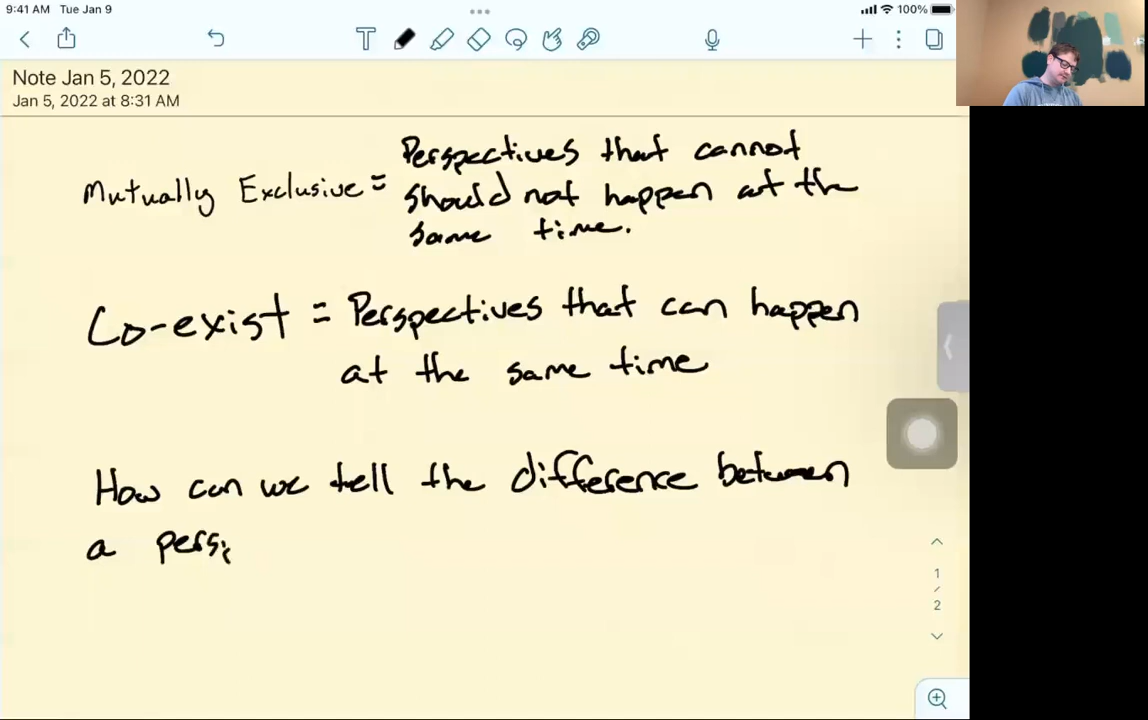 9:41 AM Tue Jan 9
100%
Note Jan 5, 2022
Jan 5, 2022 at 8:31 AM
Mutually Exclusive = Perspectives that cannot
should not happen at the
same time.
Co-exist = Perspectives that can happen
at the same time
How can we tell the difference between
a pers
1
/
2